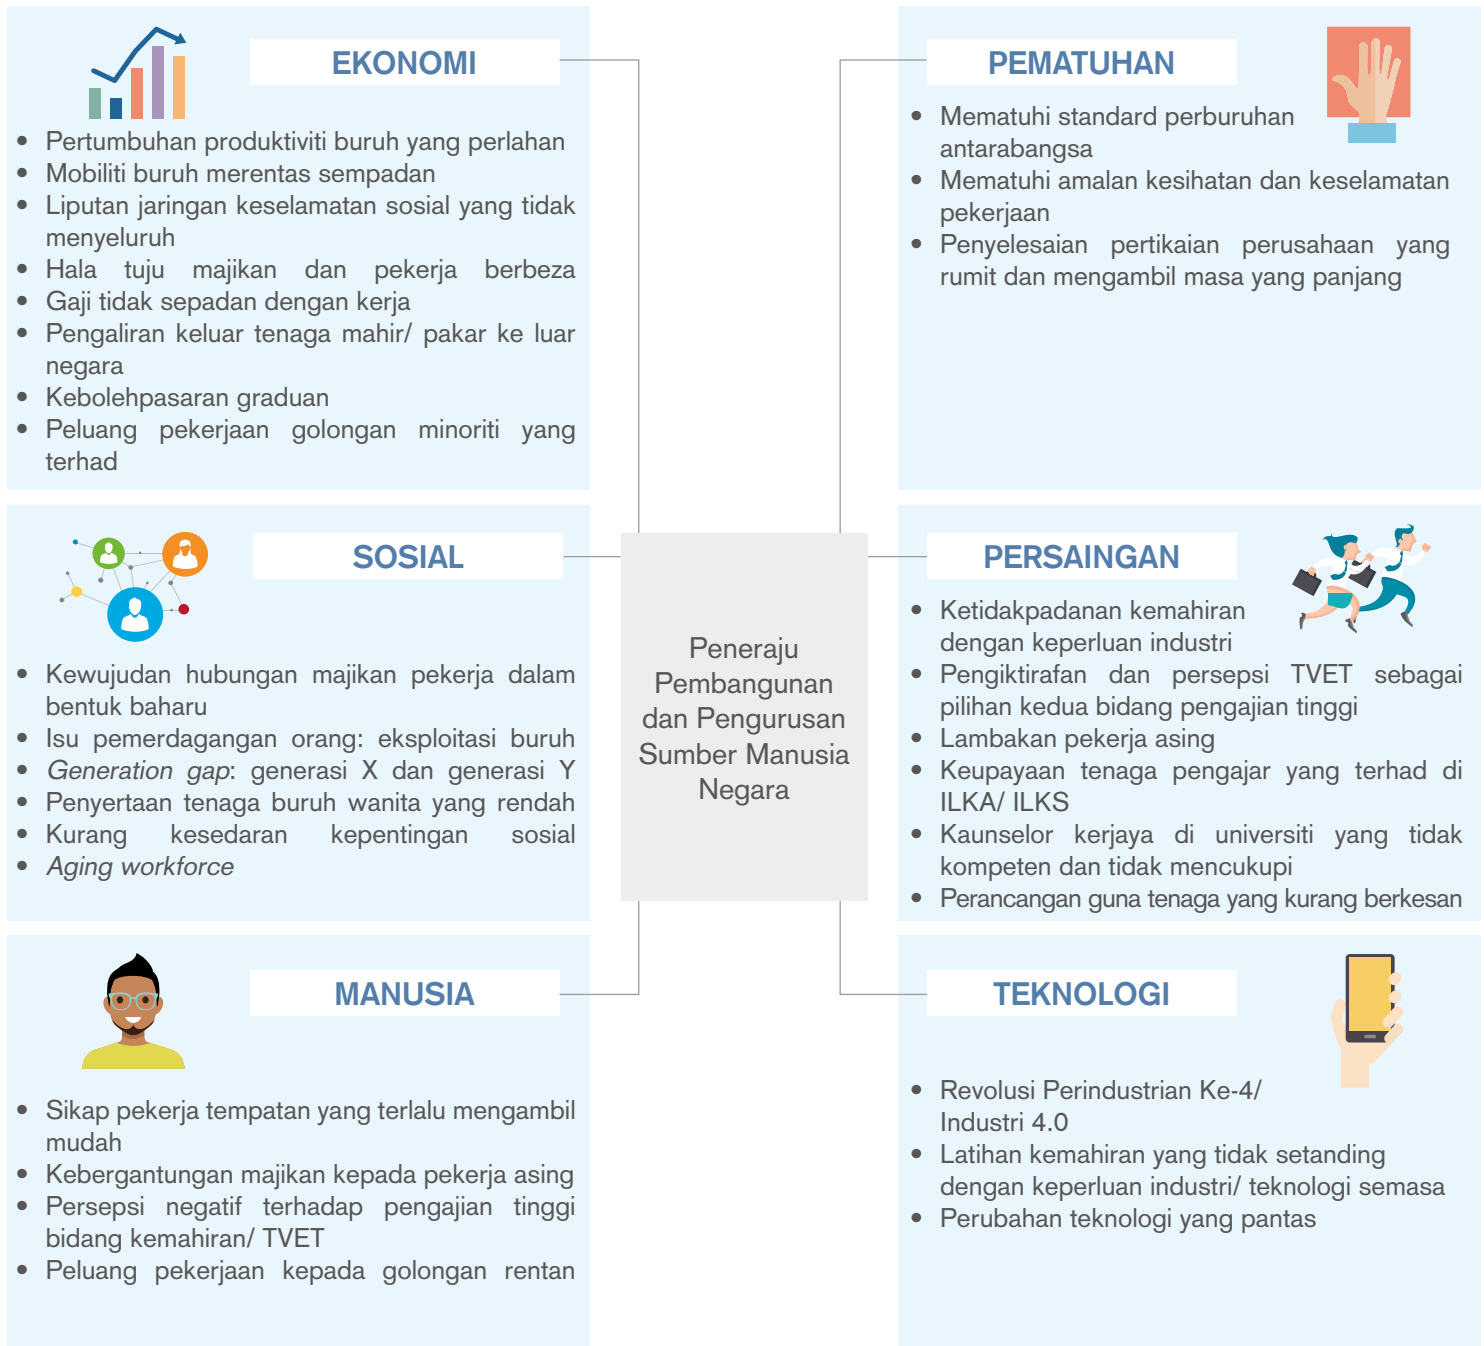 EKONOMI
• Pertumbuhan produktiviti buruh yang perlahan
• Mobiliti buruh merentas sempadan
• Liputan jaringan keselamatan sosial yang tidak
menyeluruh
• Hala tuju majikan dan pekerja berbeza
• Gaji tidak sepadan dengan kerja
• Pengaliran keluar tenaga mahir/ pakar ke luar
negara
• Kebolehpasaran graduan
• Peluang pekerjaan golongan minoriti yang
terhad
PEMATUHAN
• Mematuhi standard perburuhan
antarabangsa
• Mematuhi amalan kesihatan dan keselamatan
pekerjaan
• Penyelesaian pertikaian perusahaan yang
rumit dan mengambil masa yang panjang
SOSIAL
• Kewujudan hubungan majikan pekerja dalam
bentuk baharu
• Isu pemerdagangan orang: eksploitasi buruh
• Generation gap: generasi X dan generasi Y
• Penyertaan tenaga buruh wanita yang rendah
• Kurang kesedaran kepentingan sosial
• Aging workforce
Peneraju
Pembangunan
dan Pengurusan
Sumber Manusia
Negara
PERSAINGAN
• Ketidakpadanan kemahiran
dengan keperluan industri
• Pengiktirafan dan persepsi TVET sebagai
pilihan kedua bidang pengajian tinggi
• Lambakan pekerja asing
• Keupayaan tenaga pengajar yang terhad di
ILKA/ ILKS
• Kaunselor kerjaya di universiti yang tidak
kompeten dan tidak mencukupi
• Perancangan guna tenaga yang kurang berkesan
MANUSIA
• Sikap pekerja tempatan yang terlalu mengambil
mudah
• Kebergantungan majikan kepada pekerja asing
• Persepsi negatif terhadap pengajian tinggi
bidang kemahiran/ TVET
• Peluang pekerjaan kepada golongan rentan
TEKNOLOGI
• Revolusi Perindustrian Ke-4/
Industri 4.0
• Latihan kemahiran yang tidak setanding
dengan keperluan industri/ teknologi semasa
• Perubahan teknologi yang pantas